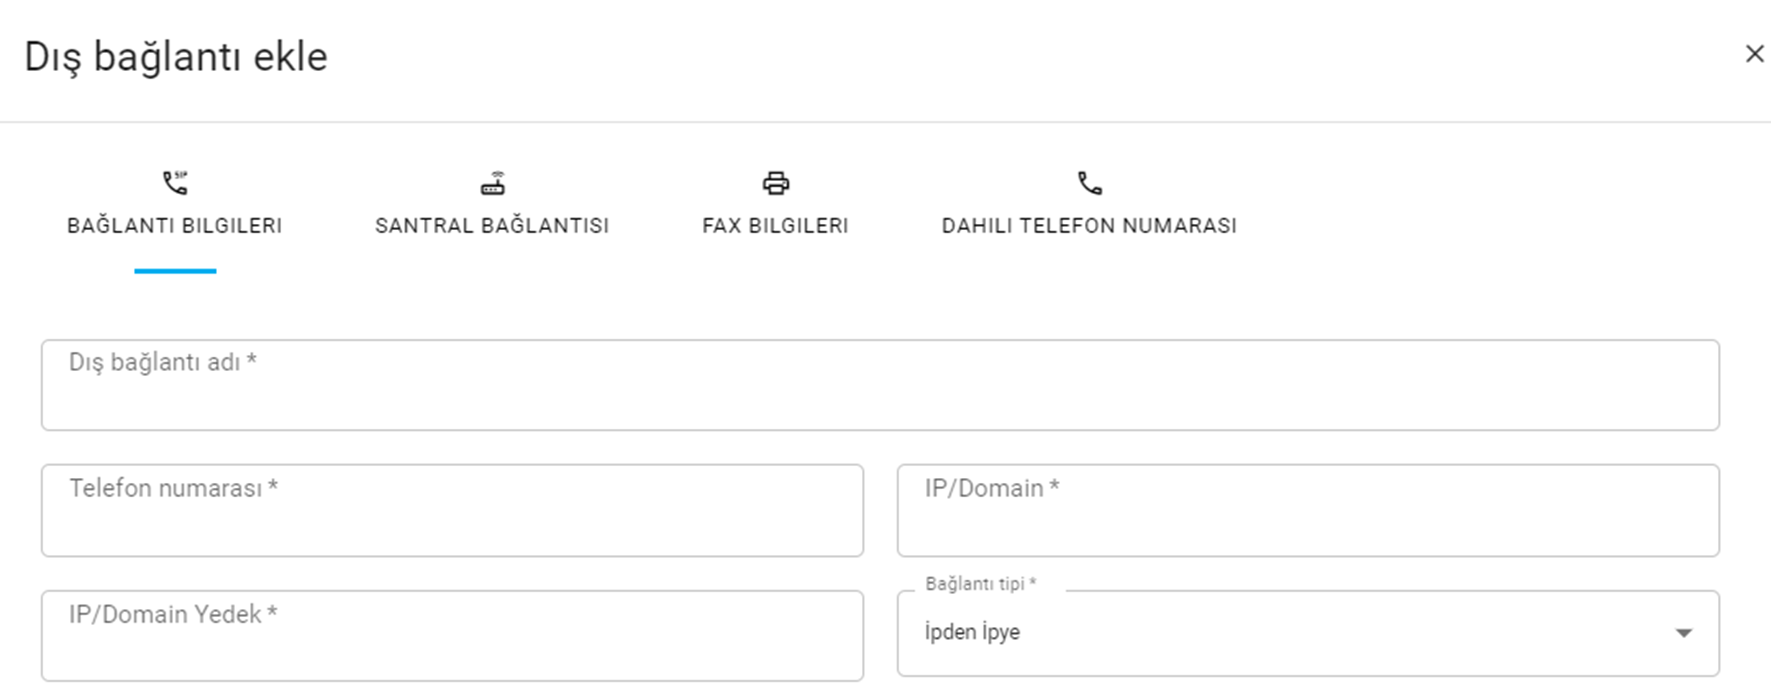 Dış bağlantı ekle
SIP
BAĞLANTI BILGILERI
SANTRAL BAĞLANTISI
FAX BILGILERI
DAHILI TELEFON NUMARASI
Dış bağlantı adı *
Telefon numarası *
IP/Domain *
IP/Domain Yedek *
Bağlantı tipi *
İpden İpye